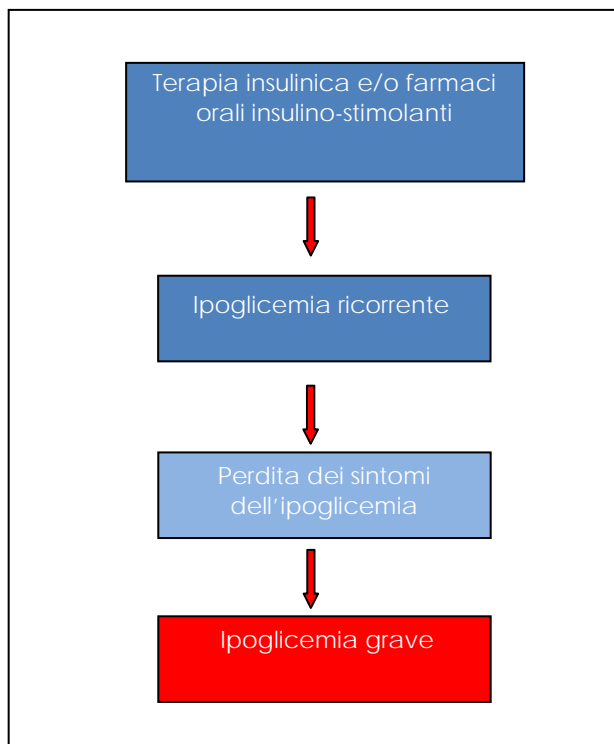 Terapia insulinica e/o farmaci
orali insulino-stimolanti
Ipoglicemia ricorrente
Perdita dei sintomi
dell’ipoglicemia
Ipoglicemia grave